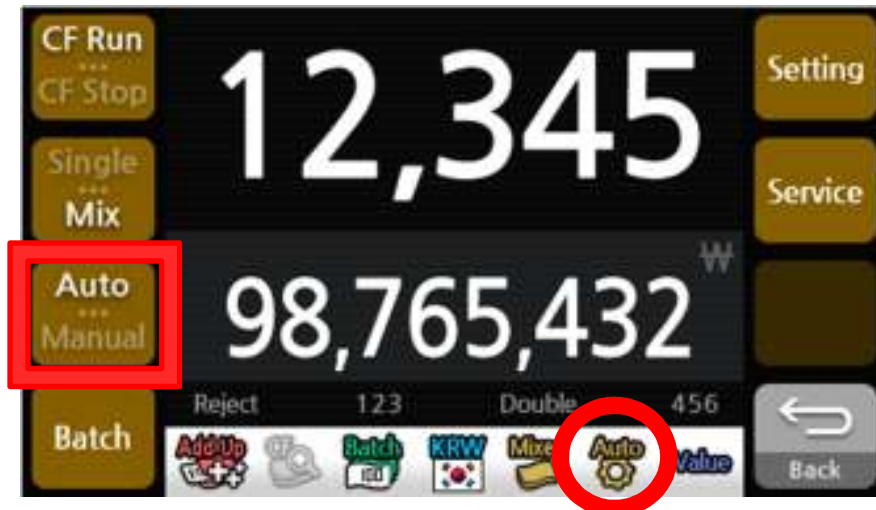 CF Run
CF Stop
12,345
Setting
Single
Mix
Service
₩
Auto
Manual
98,765,432
Reject 123 Double 456
Batch
Add-Up
CF
Batch
KRW
Auto
Value
Back